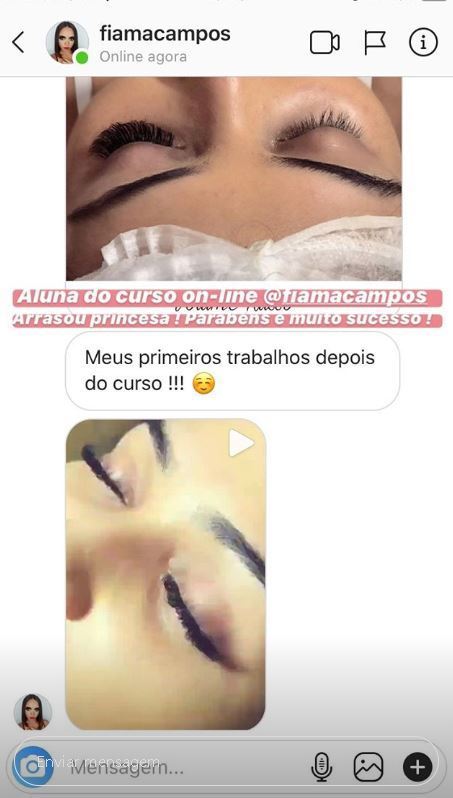 fiamacampos
Online agora
Aluna do curso on-line @fiamacampos
Arrasou princesa ! Parabéns e muito sucesso !
Meus primeiros trabalhos depois
do curso !!! ☺️
Enviar mensagem
Mensagem...